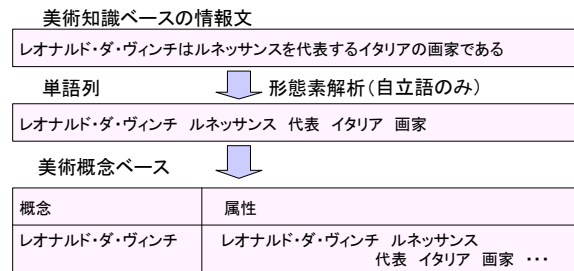 美術知識ベースの情報文
レオナルド・ダ・ヴィンチはルネッサンスを代表するイタリアの画家である
単語列 形態素解析(自立語のみ)
レオナルド・ダ・ヴィンチ ルネッサンス 代表 イタリア 画家
美術概念ベース
概念 属性
レオナルド・ダ・ヴィンチ レオナルド・ダ・ヴィンチ ルネッサンス
代表 イタリア 画家 ・・・